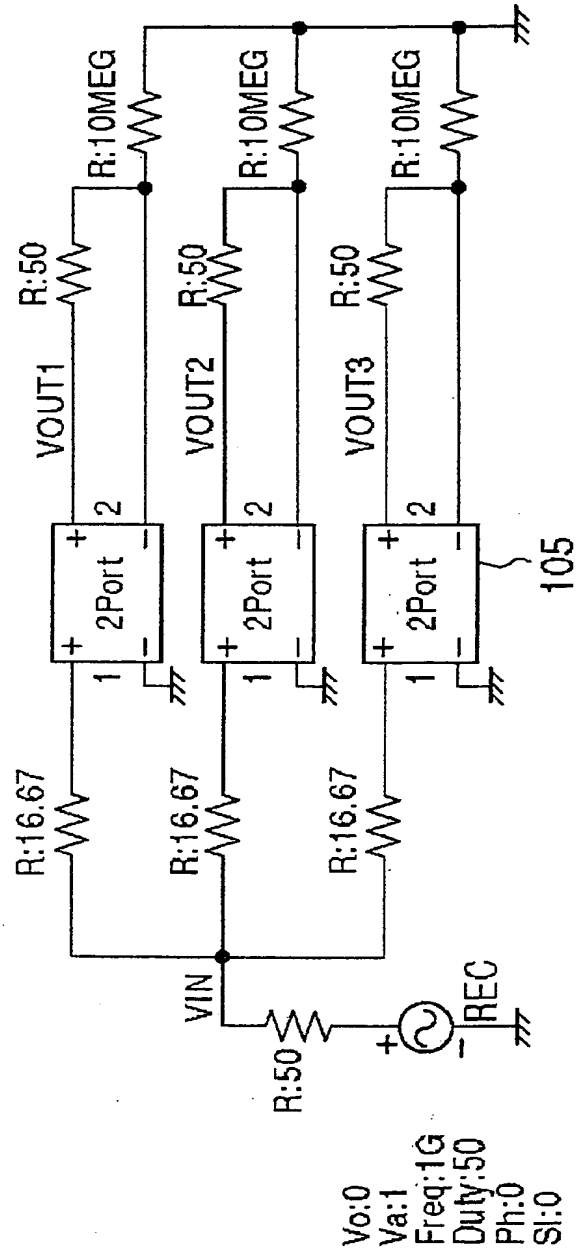 Vo:0
Va:1
Freq:1G
Duty:50
Ph:0
Sl:0
R:50
+
−
REC
VIN
R:16.67
R:16.67
R:16.67
1
+
+
2
2Port
−
−
VOUT1
R:50
R:10MEG
1
+
+
2
2Port
−
−
VOUT2
R:50
R:10MEG
1
+
+
2
2Port
−
−
VOUT3
R:50
R:10MEG
105